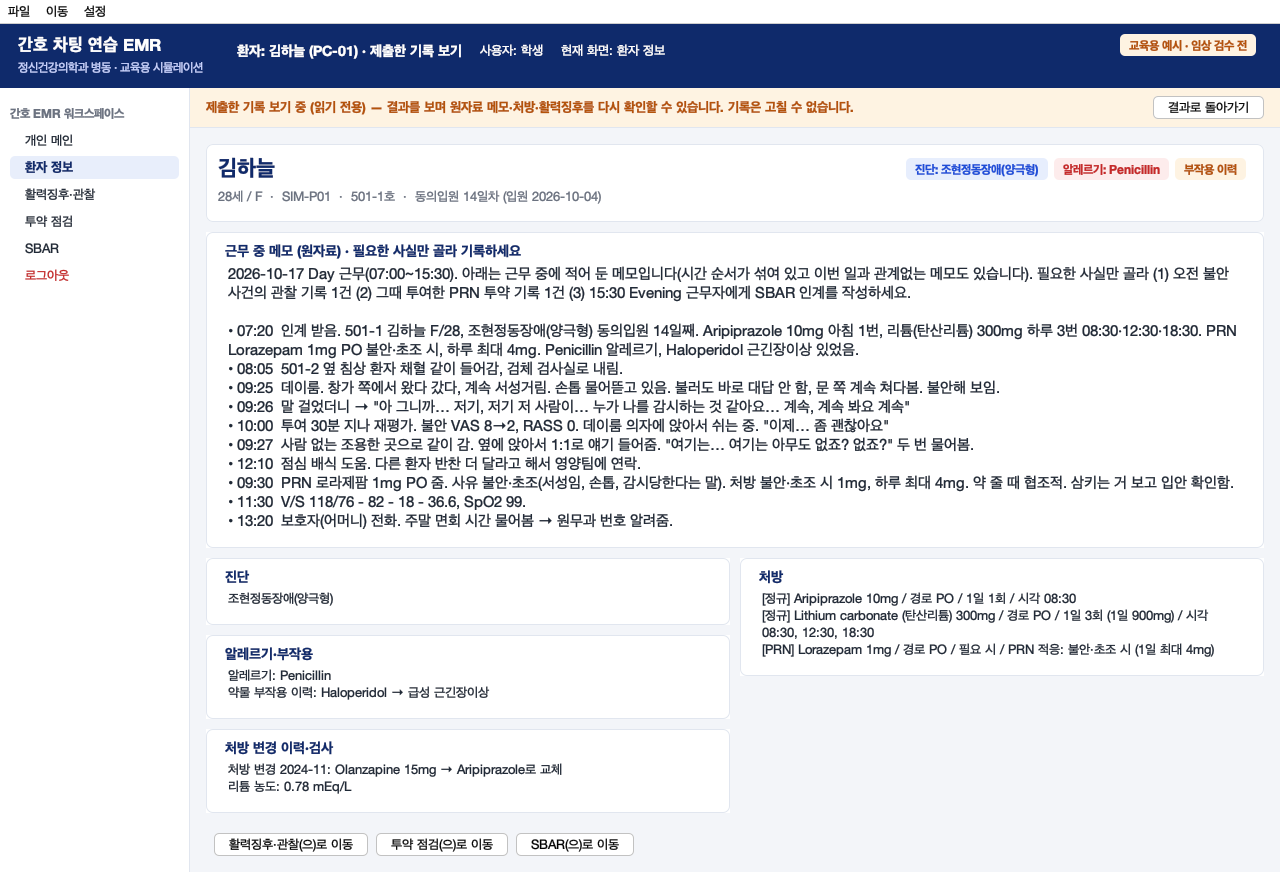 파일 이동 설정
간호 차팅 연습 EMR
정신건강의학과 병동 · 교육용 시뮬레이션
환자: 김하늘 (PC-01) · 제출한 기록 보기 사용자: 학생 현재 화면: 환자 정보
교육용 예시 · 임상 검수 전
간호 EMR 워크스페이스
개인 메인
환자 정보
활력징후·관찰
투약 점검
SBAR
로그아웃
제출한 기록 보기 중 (읽기 전용) — 결과를 보며 원자료 메모·처방·활력징후를 다시 확인할 수 있습니다. 기록은 고칠 수 없습니다.
결과로 돌아가기
김하늘
28세 / F · SIM-P01 · 501-1호 · 동의입원 14일차 (입원 2026-10-04)
진단: 조현정동장애(양극형) 알레르기: Penicillin 부작용 이력
근무 중 메모 (원자료) · 필요한 사실만 골라 기록하세요
2026-10-17 Day 근무(07:00~15:30). 아래는 근무 중에 적어 둔 메모입니다(시간 순서가 섞여 있고 이번 일과 관계없는 메모도 있습니다). 필요한 사실만 골라 (1) 오전 불안
사건의 관찰 기록 1건 (2) 그때 투여한 PRN 투약 기록 1건 (3) 15:30 Evening 근무자에게 SBAR 인계를 작성하세요.
• 07:20 인계 받음. 501-1 김하늘 F/28, 조현정동장애(양극형) 동의입원 14일째. Aripiprazole 10mg 아침 1번, 리튬(탄산리튬) 300mg 하루 3번 08:30·12:30·18:30. PRN
Lorazepam 1mg PO 불안·초조 시, 하루 최대 4mg. Penicillin 알레르기, Haloperidol 근긴장이상 있었음.
• 08:05 501-2 옆 침상 환자 채혈 같이 들어감, 검체 검사실로 내림.
• 09:25 데이룸. 창가 쪽에서 왔다 갔다, 계속 서성거림. 손톱 물어뜯고 있음. 불러도 바로 대답 안 함, 문 쪽 계속 쳐다봄. 불안해 보임.
• 09:26 말 걸었더니 → "아 그니까… 저기, 저기 저 사람이… 누가 나를 감시하는 것 같아요… 계속, 계속 봐요 계속"
• 10:00 투여 30분 지나 재평가. 불안 VAS 8→2, RASS 0. 데이룸 의자에 앉아서 쉬는 중. "이제… 좀 괜찮아요"
• 09:27 사람 없는 조용한 곳으로 같이 감. 옆에 앉아서 1:1로 얘기 들어줌. "여기는… 여기는 아무도 없죠? 없죠?" 두 번 물어봄.
• 12:10 점심 배식 도움. 다른 환자 반찬 더 달라고 해서 영양팀에 연락.
• 09:30 PRN 로라제팜 1mg PO 줌. 사유 불안·초조(서성임, 손톱, 감시당한다는 말). 처방 불안·초조 시 1mg, 하루 최대 4mg. 약 줄 때 협조적. 삼키는 거 보고 입안 확인함.
• 11:30 V/S 118/76 - 82 - 18 - 36.6, SpO2 99.
• 13:20 보호자(어머니) 전화. 주말 면회 시간 물어봄 → 원무과 번호 알려줌.
진단
조현정동장애(양극형)
알레르기·부작용
알레르기: Penicillin
약물 부작용 이력: Haloperidol → 급성 근긴장이상
처방 변경 이력·검사
처방 변경 2024-11: Olanzapine 15mg → Aripiprazole로 교체
리튬 농도: 0.78 mEq/L
처방
[정규] Aripiprazole 10mg / 경로 PO / 1일 1회 / 시각 08:30
[정규] Lithium carbonate (탄산리튬) 300mg / 경로 PO / 1일 3회 (1일 900mg) / 시각
08:30, 12:30, 18:30
[PRN] Lorazepam 1mg / 경로 PO / 필요 시 / PRN 적응: 불안·초조 시 (1일 최대 4mg)
활력징후·관찰(으)로 이동 투약 점검(으)로 이동 SBAR(으)로 이동